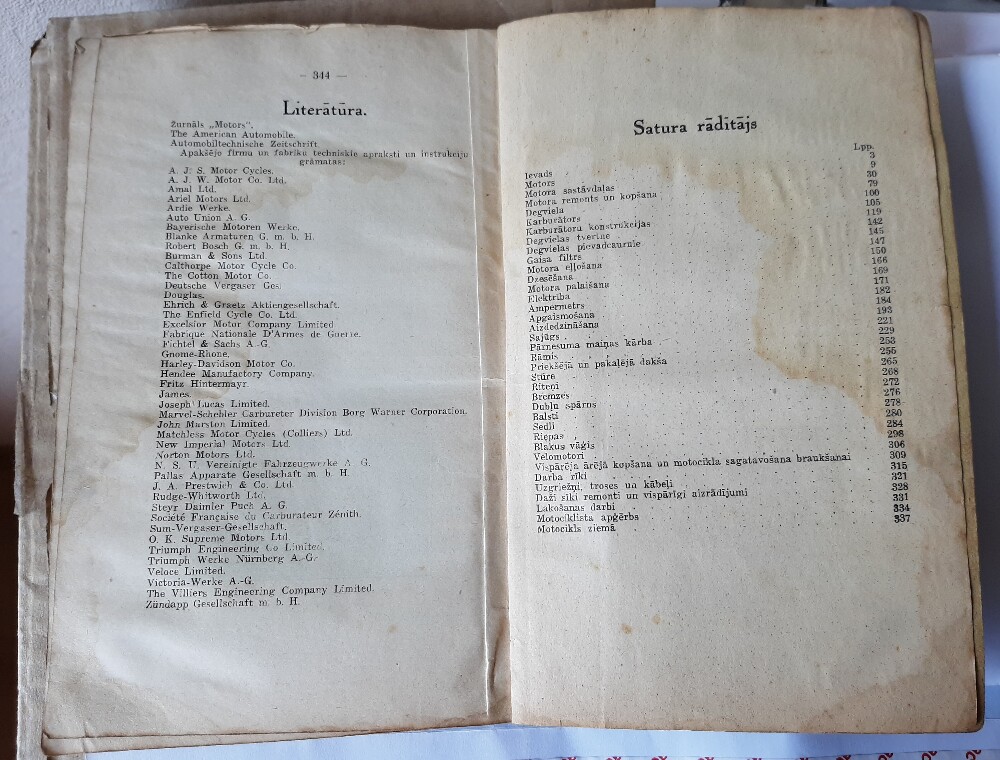 – 344 —
Literātūra.
Žurnāls „Motors".
The American Automobile.
Automobiltechnische Zeitschrift
Apakšējo firmu un fabriku techniskie apraksti un instrukciju
grāmatas:
A. J. S. Motor Cycles.
A. J. W. Motor Co. Ltd.
Amal Ltd.
Ariel Motors Ltd.
Ardie Werke.
Auto Union A. G.
Bayerische Motoren Werke.
Blanke Armaturen G. m. b. H.
Robert Bosch G. m. b. H.
Burman & Sons Ltd.
Calthorpe Motor Cycle Co.
The Cotton Motor Co.
Deutsche Vergaser Ges.
Douglas.
Ehrich & Graetz Aktiengesellschaft.
The Enfield Cycle Co. Ltd.
Excelsior Motor Company Limited
Fabrique Nationale D'Armes de Guerre.
Fichtel & Sachs A.-G.
Gnome-Rhone.
Harley-Davidson Motor Co.
Hendee Manufactory Company.
Fritz Hintermayr.
James.
Joseph Lucas Limited.
Marvel-Schebler Carbureter Division Borg Warner Corporation.
John Marston Limited.
Matchless Motor Cycles (Colliers) Ltd.
New Imperial Motors Ltd.
Norton Motors Ltd.
N. S. U. Vereinigte Fahrzeugwerke A. G.
Pallas Apparate Gesellschaft m. b. H.
J. A. Prestwich & Co. Ltd.
Rudge-Whitworth Ltd.
Steyr Daimler Puch A. G.
Société Française du Carburateur Zénith.
Sum-Vergaser-Gesellschaft.
O. K. Supreme Motors Ltd.
Triumph Engineering Co Limited.
Triumph Werke Nürnberg A.-G.
Veloce Limited.
Victoria-Werke A.-G.
The Villiers Engineering Company Limited.
Zündapp Gesellschaft m. b. H.
Satura rādītājs
Lpp.
Ievads 3
Motors 9
Motora sastāvdaļas 30
Motora remonts un kopšana 79
Degviela 100
Karburātors 105
Karburātoru konstrukcijas 119
Degvielas tvertne 142
Degvielas pievadcaurule 145
Gaisa filtrs 147
Motora eļļošana 150
Dzesēšana 166
Motora palaišana 169
Elektrība 171
Ampermetrs 182
Apgaismošana 184
Aizdedzināšana 193
Sajūgs 221
Pārnesuma maiņas kārba 229
Rāmis 253
Priekšējā un pakaļējā dakša 255
Stūre 265
Riteņi 268
Bremzes 272
Dubļu spārns 276
Balsti 278
Sedli 280
Riepas 284
Blakus vāģis 298
Velomotori 306
Vispārēja ārējā kopšana un motocikla sagatavošana braukšanai 309
Darba rīki 315
Uzgriežņi, troses un kabeļi 321
Daži sīki remonti un vispārīgi aizrādījumi 328
Lakošanas darbi 331
Motociklista apģērbs 334
Motocikls ziemā 337